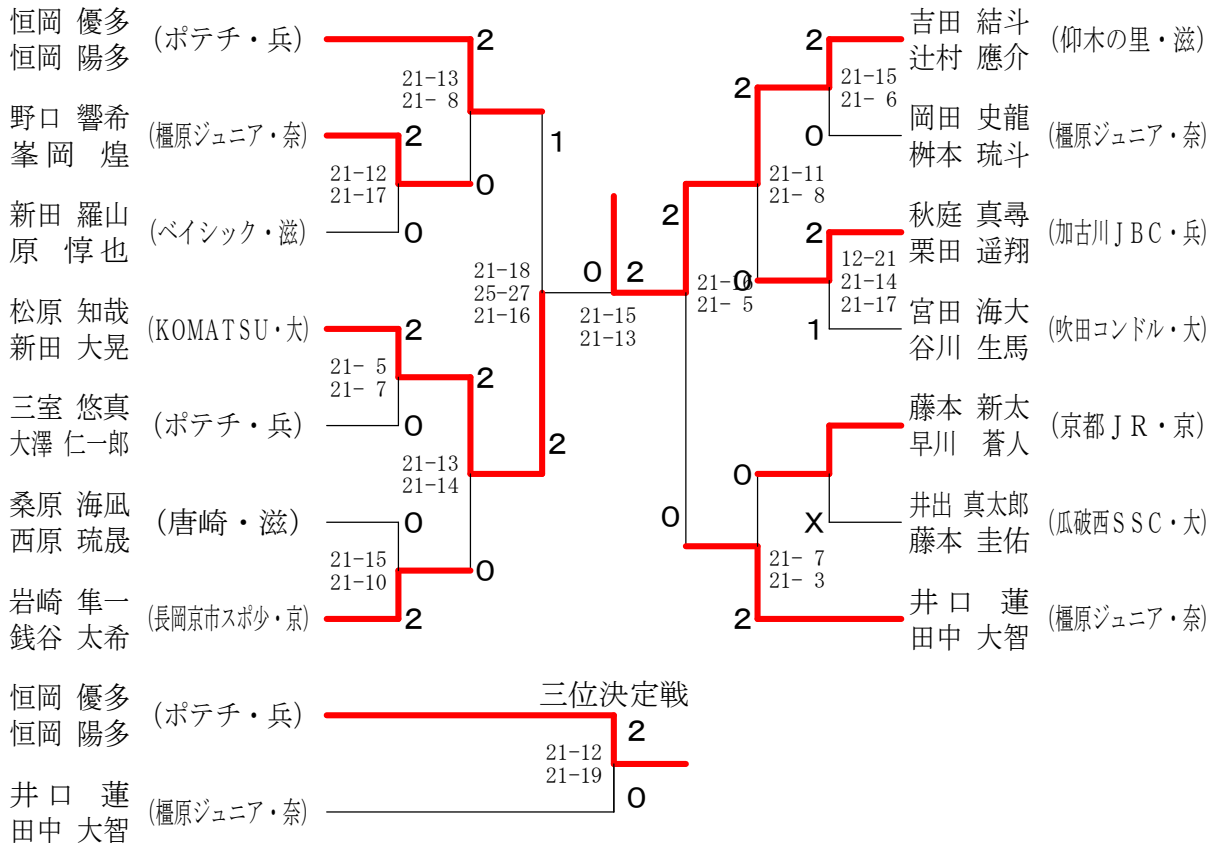 恒岡 優多
恒岡 陽多
(ポテチ・兵)
2
21-13
21- 8
野口 響希
峯岡 煌
(橿原ジュニア・奈)
2
0
21-12
21-17
新田 羅山
原 惇也
(ベイシック・滋)
0
1
21-18
25-27
21-16
松原 知哉
新田 大晃
(KOMATSU・大)
2
21- 5
21- 7
2
三室 悠真
大澤 仁一郎
(ポテチ・兵)
0
21-13
21-14
2
桑原 海凪
西原 琉晟
(唐崎・滋)
0
21-15
21-10
0
岩崎 隼一
銭谷 太希
(長岡京市スポ少・京)
2
0
2
21-15
21-13
吉田 結斗
辻村 應介
(仰木の里・滋)
2
21-15
21- 6
2
岡田 史龍
桝本 琉斗
(橿原ジュニア・奈)
0
21-11
21- 8
2
秋庭 真尋
栗田 遥翔
(加古川JBC・兵)
2
12-21
21-14
21-17
0
21-16
21- 5
宮田 海大
谷川 生馬
(吹田コンドル・大)
1
藤本 新太
早川 蒼人
(京都JR・京)
0
0
井出 真太郎
藤本 圭佑
(瓜破西SSC・大)
X
21- 7
21- 3
井口 蓮
田中 大智
(橿原ジュニア・奈)
2
三位決定戦
恒岡 優多
恒岡 陽多
(ポテチ・兵)
2
21-12
21-19
井口 蓮
田中 大智
(橿原ジュニア・奈)
0